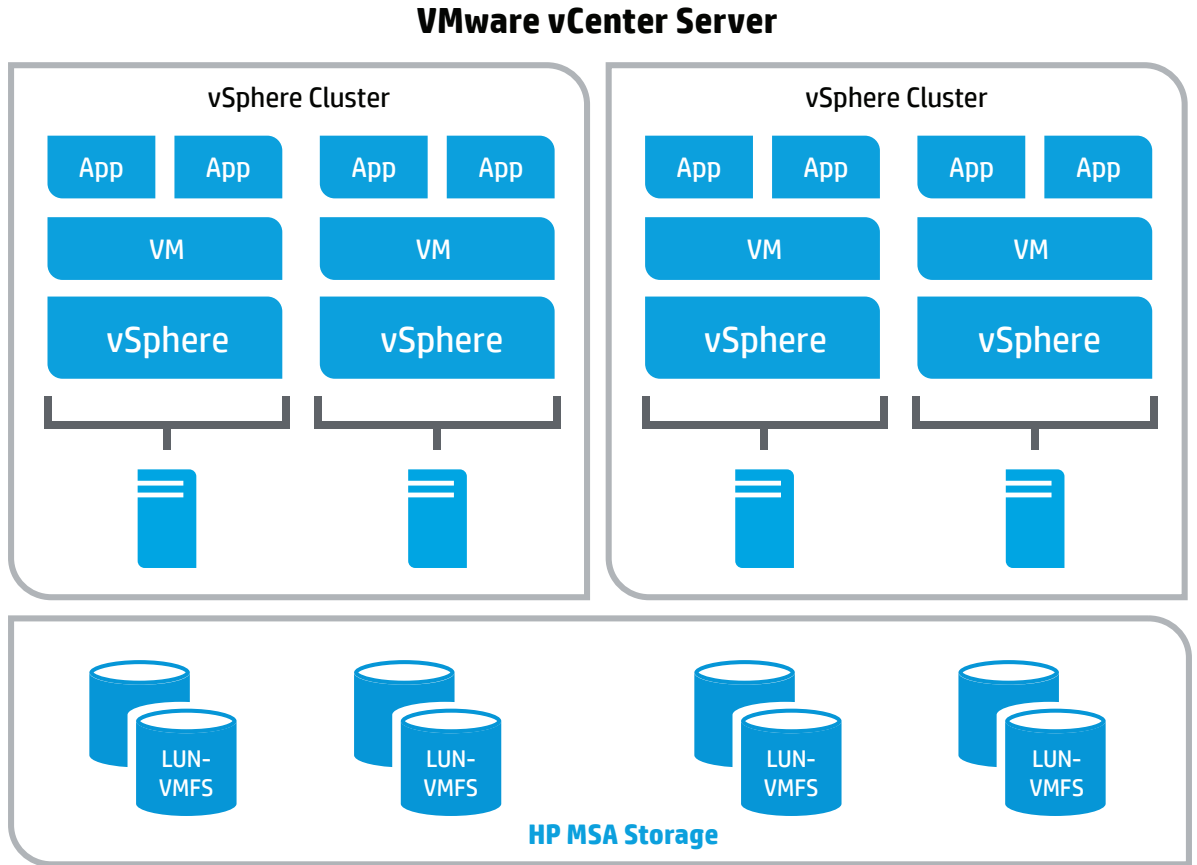 VMware vCenter Server
vSphere Cluster
App App App App
VM VM
vSphere vSphere
vSphere Cluster
App App App App
VM VM
vSphere vSphere
LUN-
VMFS
LUN-
VMFS
LUN-
VMFS
LUN-
VMFS
HP MSA Storage